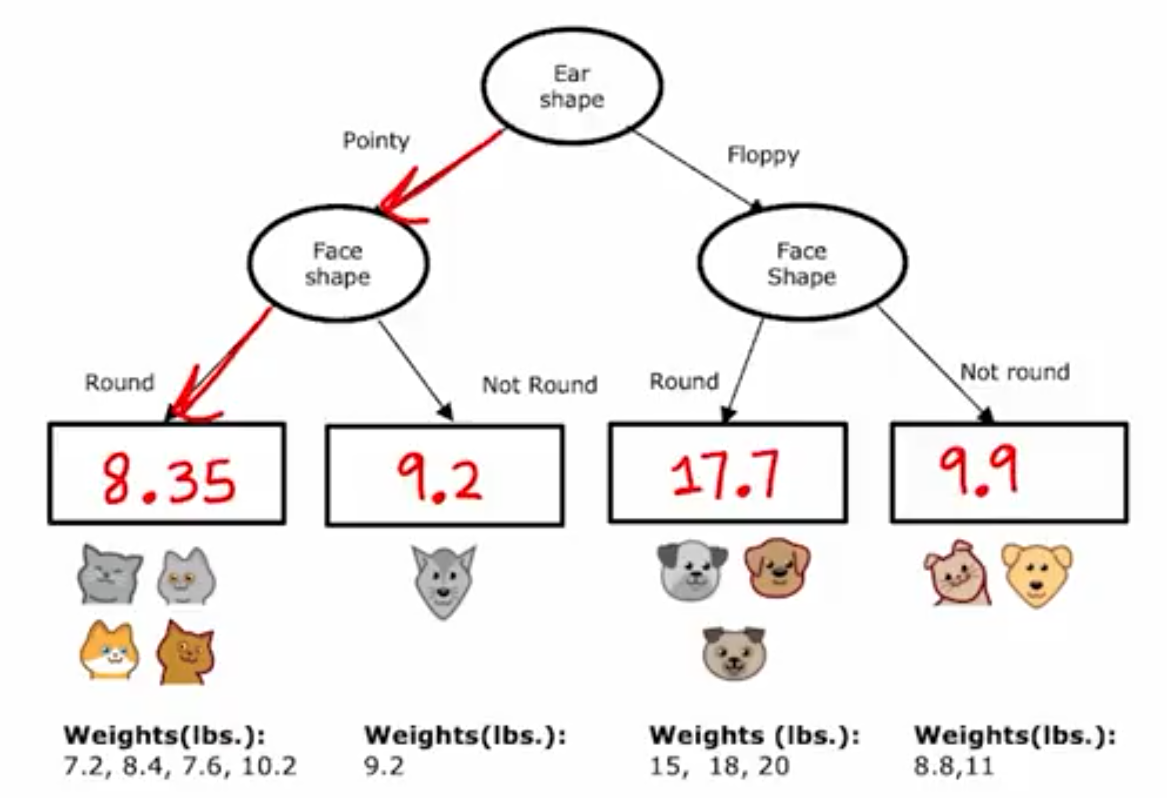 Ear
shape
Pointy
Floppy
Face
shape
Face
Shape
Round
Not Round
Round
Not round
8.35
9.2
17.7
9.9
Weights(lbs.):
7.2, 8.4, 7.6, 10.2
Weights(lbs.):
9.2
Weights (lbs.):
15, 18, 20
Weights(lbs.):
8.8,11